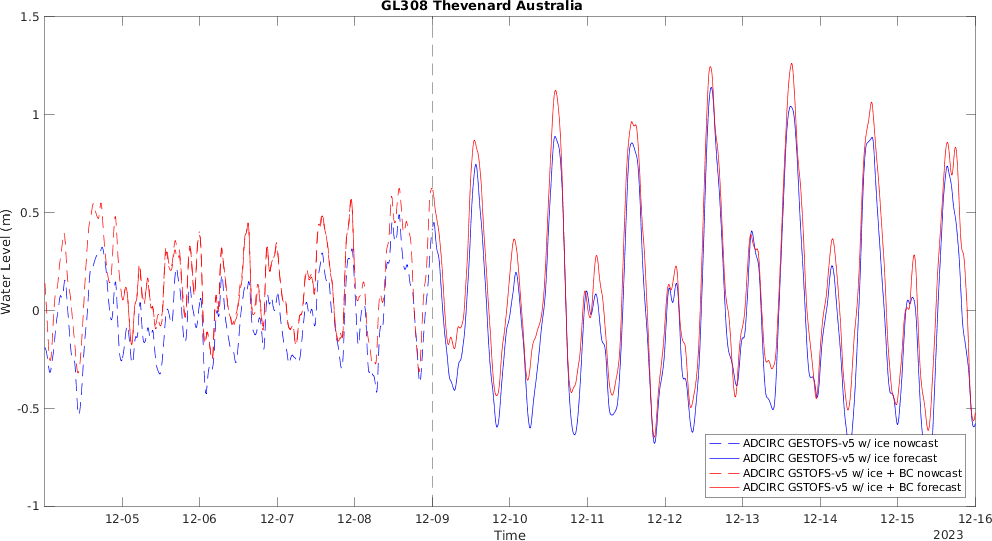 GL308 Thevenard Australia
1.5
1
0.5
0
-0.5
-1
Water Level (m)
ADCIRC GESTOFS-v5 w/ ice nowcast
ADCIRC GESTOFS-v5 w/ ice forecast
ADCIRC GSTOFS-v5 w/ ice + BC nowcast
ADCIRC GSTOFS-v5 w/ ice + BC forecast
12-05 12-06 12-07 12-08 12-09 12-10 12-11 12-12 12-13 12-14 12-15 12-16
Time
2023